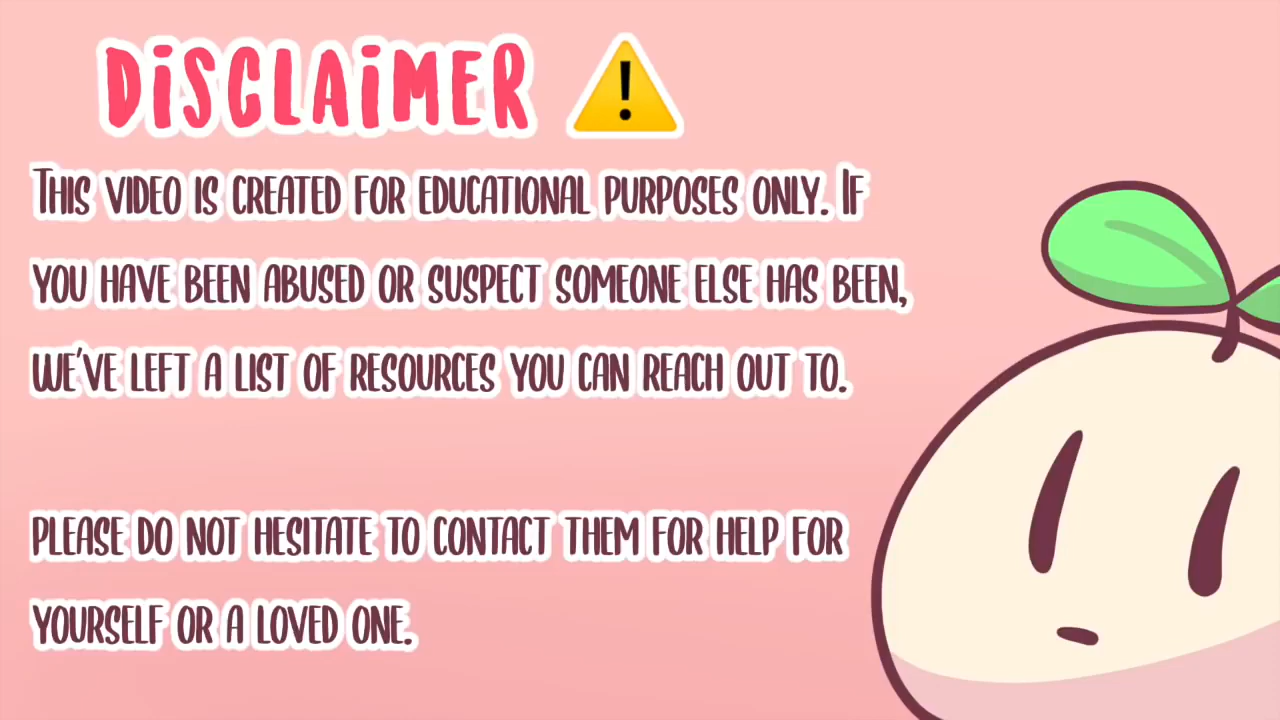 DiSCLAiMER ⚠️
THIS VIDEO IS CREATED FOR EDUCATIONAL PURPOSES ONLY. IF
YOU HAVE BEEN ABUSED OR SUSPECT SOMEONE ELSE HAS BEEN,
WE'VE LEFT A LIST OF RESOURCES YOU CAN REACH OUT TO.
PLEASE DO NOT HESITATE TO CONTACT THEM FOR HELP FOR
YOURSELF OR A LOVED ONE.